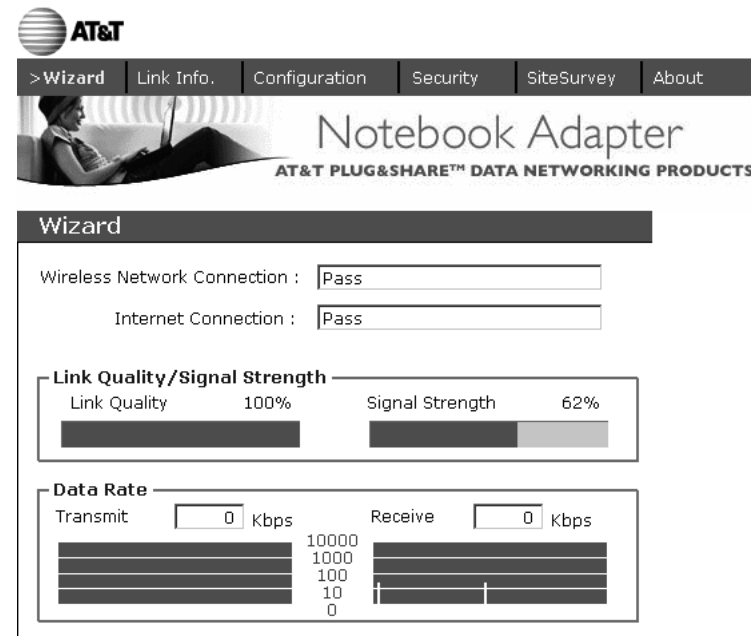 AT&T
>Wizard Link Info. Configuration Security SiteSurvey About
Notebook Adapter
AT&T PLUG&SHARE™ DATA NETWORKING PRODUCTS
Wizard
Wireless Network Connection : Pass
Internet Connection : Pass
Link Quality/Signal Strength
Link Quality 100% Signal Strength 62%
Data Rate
Transmit 0 Kbps Receive 0 Kbps
10000
1000
100
10
0